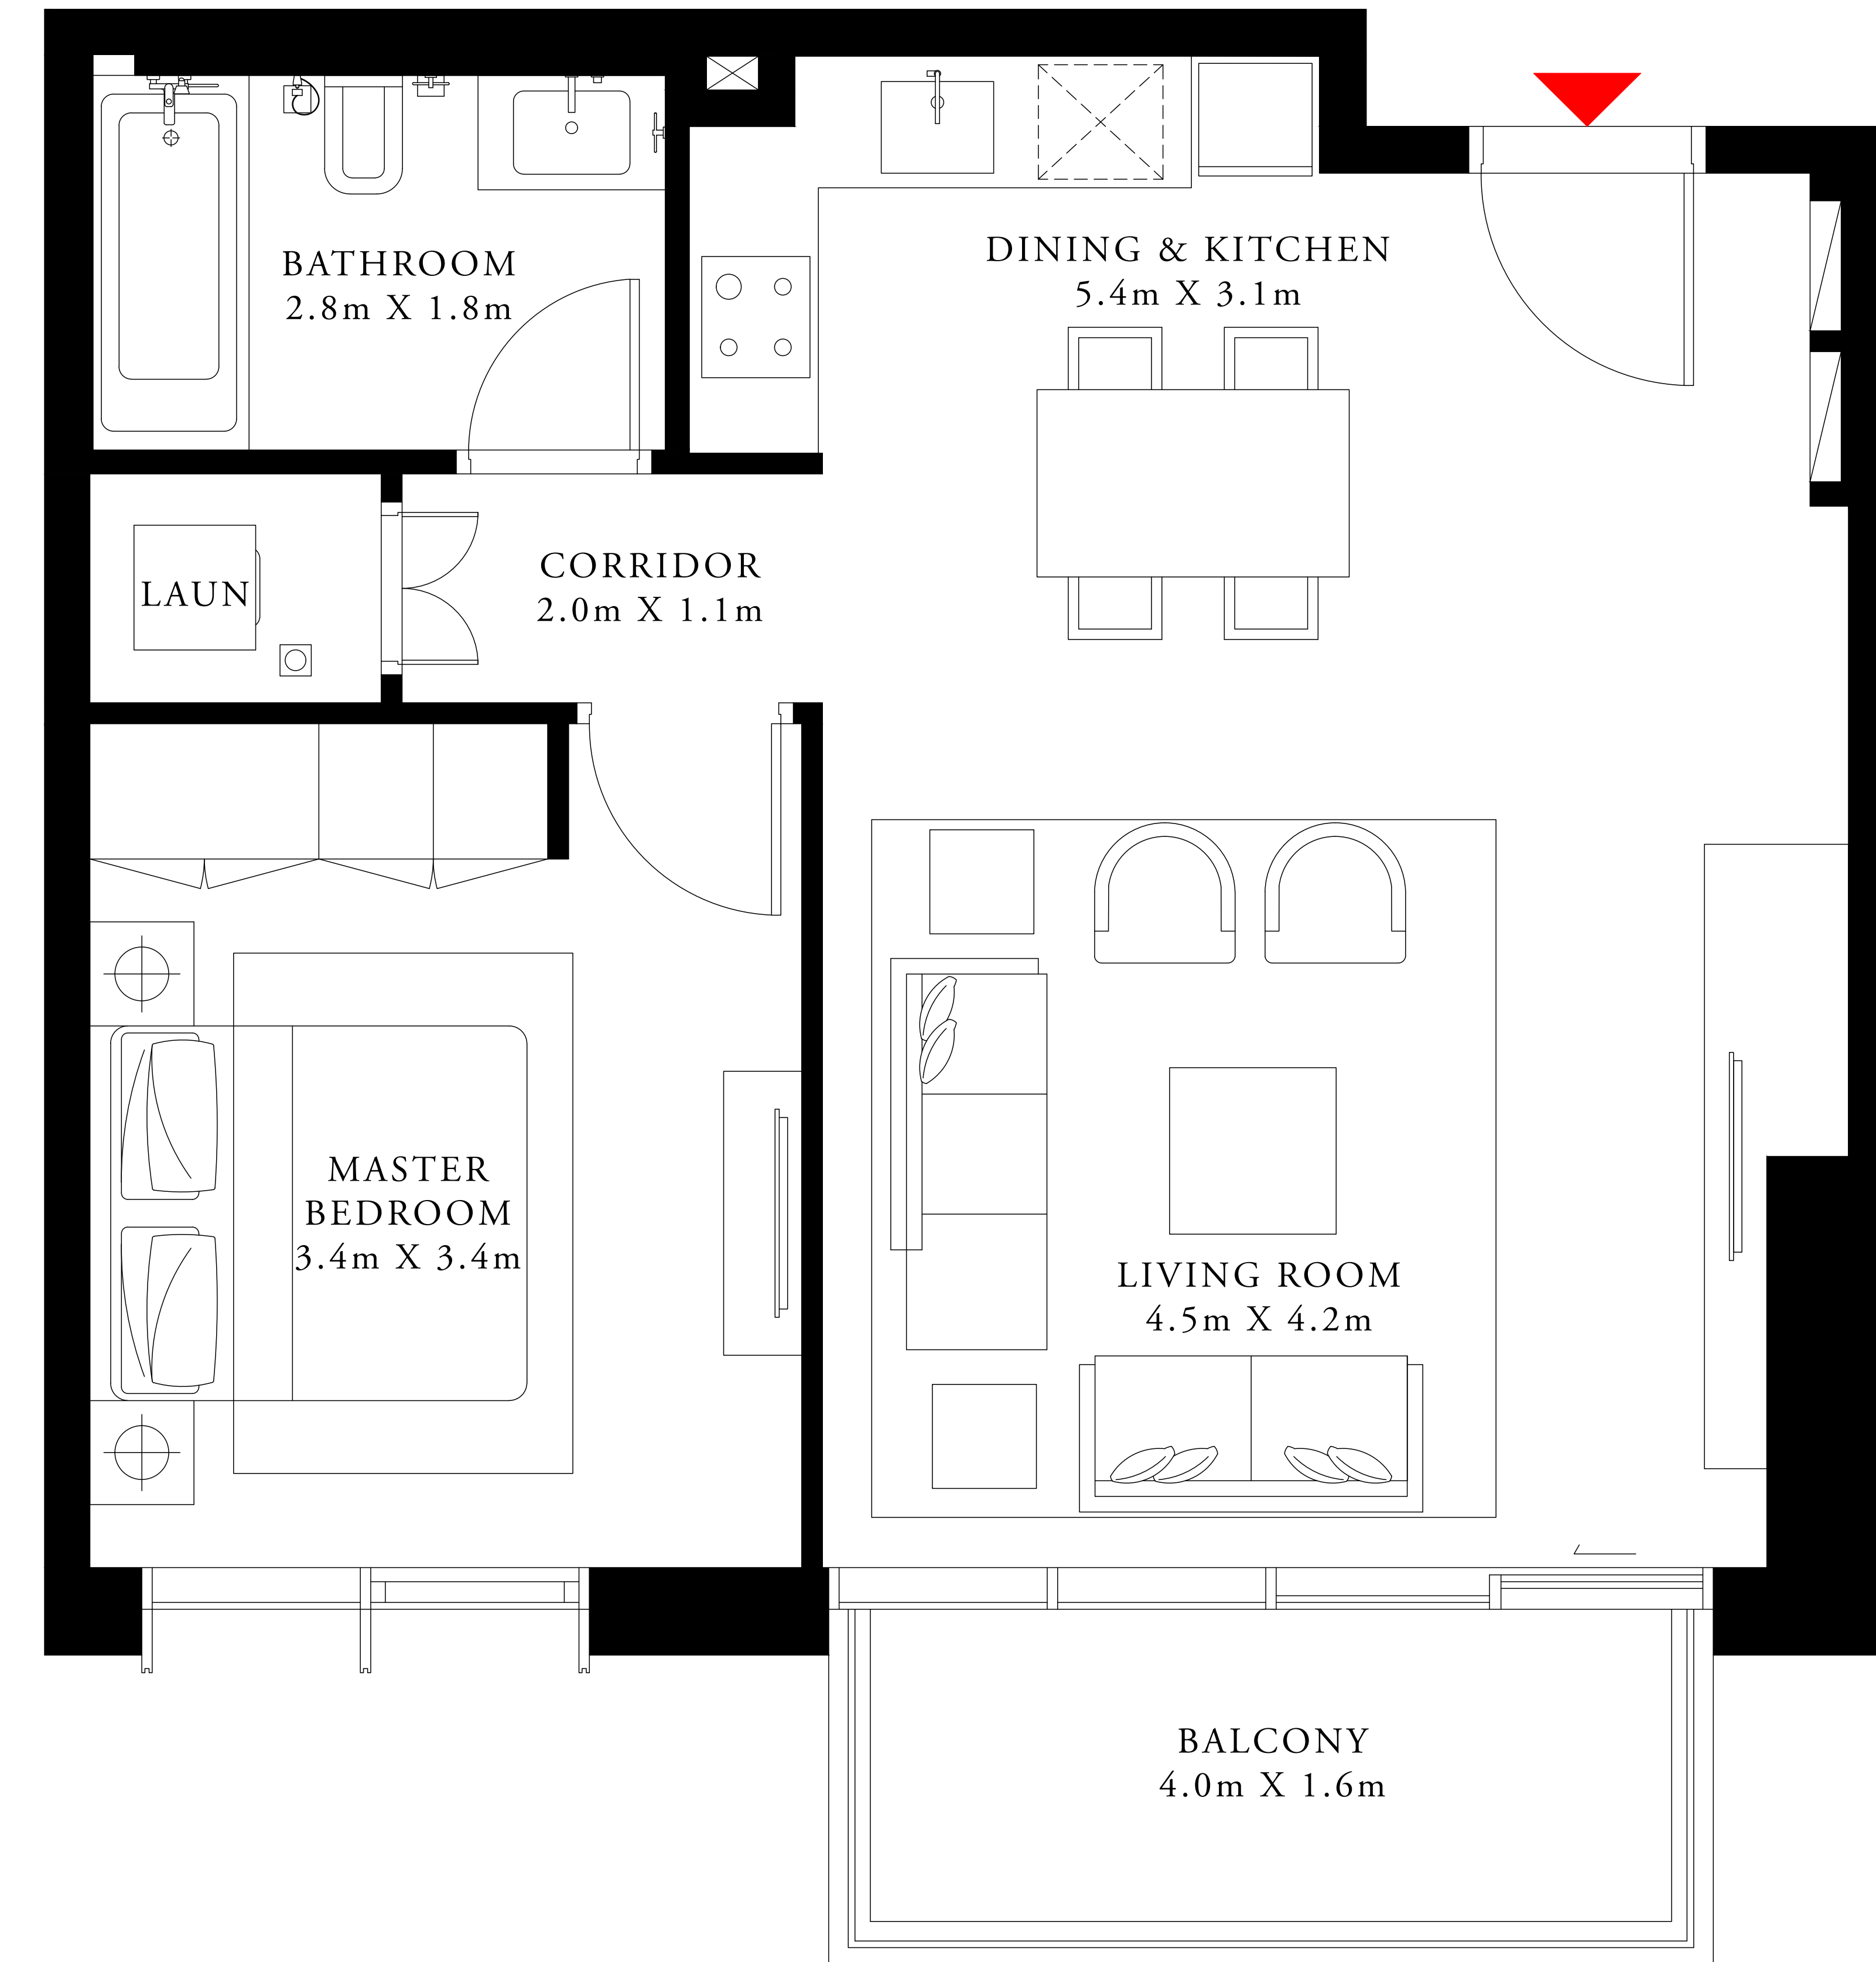 BATHROOM
2.8m X 1.8m
DINING & KITCHEN
5.4m X 3.1m
LAUN
CORRIDOR
2.0m X 1.1m
MASTER
BEDROOM
3.4m X 3.4m
LIVING ROOM
4.5m X 4.2m
BALCONY
4.0m X 1.6m